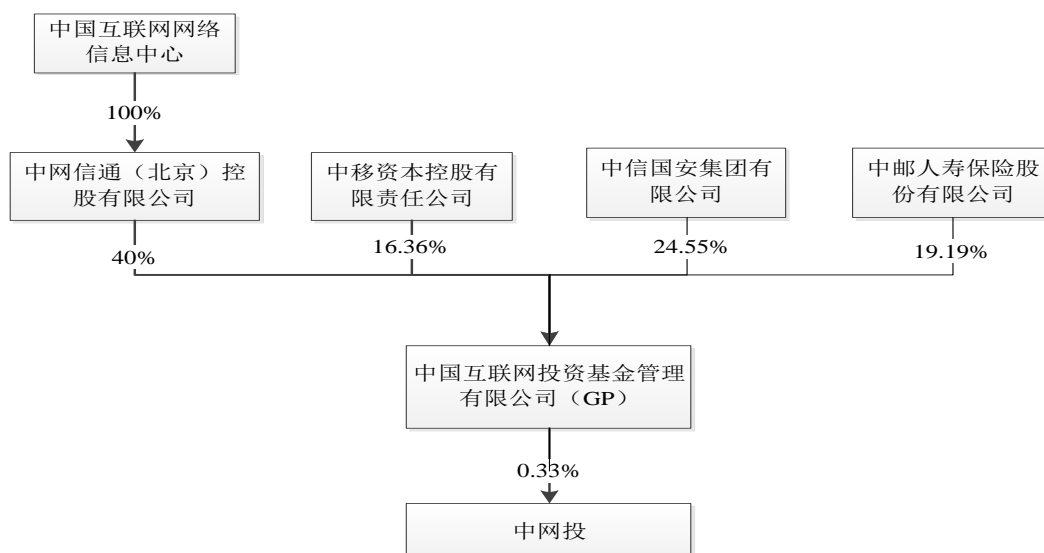 中国互联网网络
信息中心
100%
中网信通（北京）控
股有限公司
中移资本控股有
限责任公司
中信国安集团有
限公司
中邮人寿保险股
份有限公司
40%
16.36%
24.55%
19.19%
中国互联网投资基金管理
有限公司（GP）
0.33%
中网投